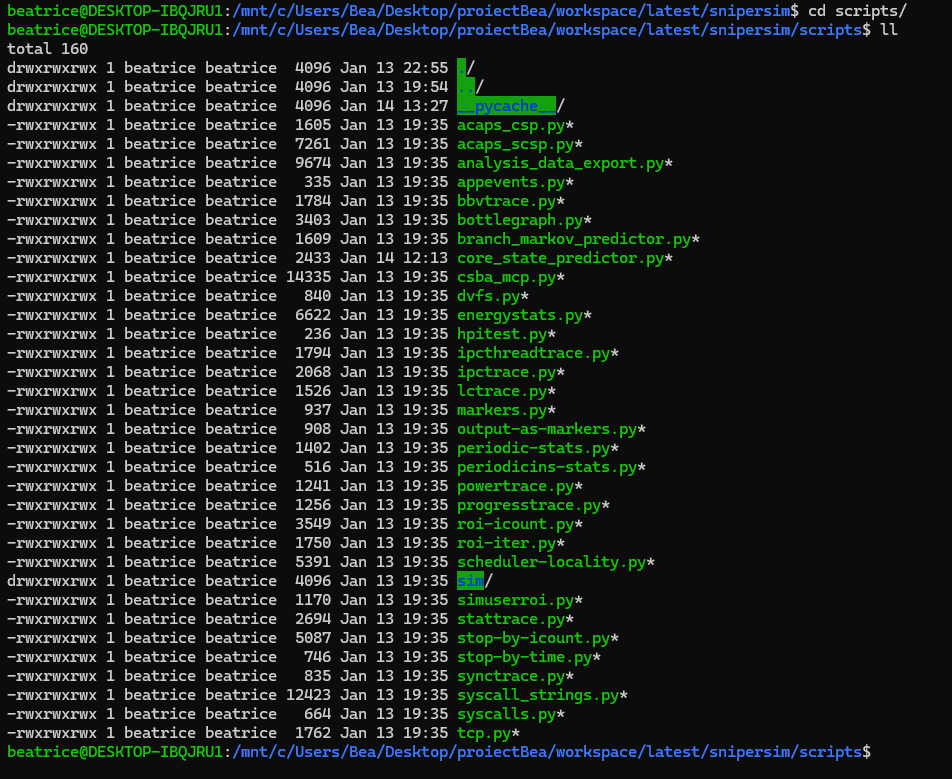 beatrice@DESKTOP-IBQJRU1:/mnt/c/Users/Bea/Desktop/proiectBea/workspace/latest/snipersim$ cd scripts/
beatrice@DESKTOP-IBQJRU1:/mnt/c/Users/Bea/Desktop/proiectBea/workspace/latest/snipersim/scripts$ ll
total 160
drwxrwxrwx 1 beatrice beatrice  4096 Jan 13 22:55 ./
drwxrwxrwx 1 beatrice beatrice  4096 Jan 13 19:54 ../
drwxrwxrwx 1 beatrice beatrice  4096 Jan 14 13:27 __pycache__/
-rwxrwxrwx 1 beatrice beatrice  1605 Jan 13 19:35 acaps_csp.py*
-rwxrwxrwx 1 beatrice beatrice  7261 Jan 13 19:35 acaps_scsp.py*
-rwxrwxrwx 1 beatrice beatrice  9674 Jan 13 19:35 analysis_data_export.py*
-rwxrwxrwx 1 beatrice beatrice   335 Jan 13 19:35 appevents.py*
-rwxrwxrwx 1 beatrice beatrice  1784 Jan 13 19:35 bbvtrace.py*
-rwxrwxrwx 1 beatrice beatrice  3403 Jan 13 19:35 bottlegraph.py*
-rwxrwxrwx 1 beatrice beatrice  1609 Jan 13 19:35 branch_markov_predictor.py*
-rwxrwxrwx 1 beatrice beatrice  2433 Jan 14 12:13 core_state_predictor.py*
-rwxrwxrwx 1 beatrice beatrice 14335 Jan 13 19:35 csba_mcp.py*
-rwxrwxrwx 1 beatrice beatrice   840 Jan 13 19:35 dvfs.py*
-rwxrwxrwx 1 beatrice beatrice  6622 Jan 13 19:35 energystats.py*
-rwxrwxrwx 1 beatrice beatrice   236 Jan 13 19:35 hpitest.py*
-rwxrwxrwx 1 beatrice beatrice  1794 Jan 13 19:35 ipcthreadtrace.py*
-rwxrwxrwx 1 beatrice beatrice  2068 Jan 13 19:35 ipctrace.py*
-rwxrwxrwx 1 beatrice beatrice  1526 Jan 13 19:35 lctrace.py*
-rwxrwxrwx 1 beatrice beatrice   937 Jan 13 19:35 markers.py*
-rwxrwxrwx 1 beatrice beatrice   908 Jan 13 19:35 output-as-markers.py*
-rwxrwxrwx 1 beatrice beatrice  1402 Jan 13 19:35 periodic-stats.py*
-rwxrwxrwx 1 beatrice beatrice   516 Jan 13 19:35 periodicins-stats.py*
-rwxrwxrwx 1 beatrice beatrice  1241 Jan 13 19:35 powertrace.py*
-rwxrwxrwx 1 beatrice beatrice  1256 Jan 13 19:35 progresstrace.py*
-rwxrwxrwx 1 beatrice beatrice  3549 Jan 13 19:35 roi-icount.py*
-rwxrwxrwx 1 beatrice beatrice  1750 Jan 13 19:35 roi-iter.py*
-rwxrwxrwx 1 beatrice beatrice  5391 Jan 13 19:35 scheduler-locality.py*
drwxrwxrwx 1 beatrice beatrice  4096 Jan 13 19:35 sim/
-rwxrwxrwx 1 beatrice beatrice  1170 Jan 13 19:35 simuserroi.py*
-rwxrwxrwx 1 beatrice beatrice  2694 Jan 13 19:35 stattrace.py*
-rwxrwxrwx 1 beatrice beatrice  5087 Jan 13 19:35 stop-by-icount.py*
-rwxrwxrwx 1 beatrice beatrice   746 Jan 13 19:35 stop-by-time.py*
-rwxrwxrwx 1 beatrice beatrice   835 Jan 13 19:35 synctrace.py*
-rwxrwxrwx 1 beatrice beatrice 12423 Jan 13 19:35 syscall_strings.py*
-rwxrwxrwx 1 beatrice beatrice   664 Jan 13 19:35 syscalls.py*
-rwxrwxrwx 1 beatrice beatrice  1762 Jan 13 19:35 tcp.py*
beatrice@DESKTOP-IBQJRU1:/mnt/c/Users/Bea/Desktop/proiectBea/workspace/latest/snipersim/scripts$